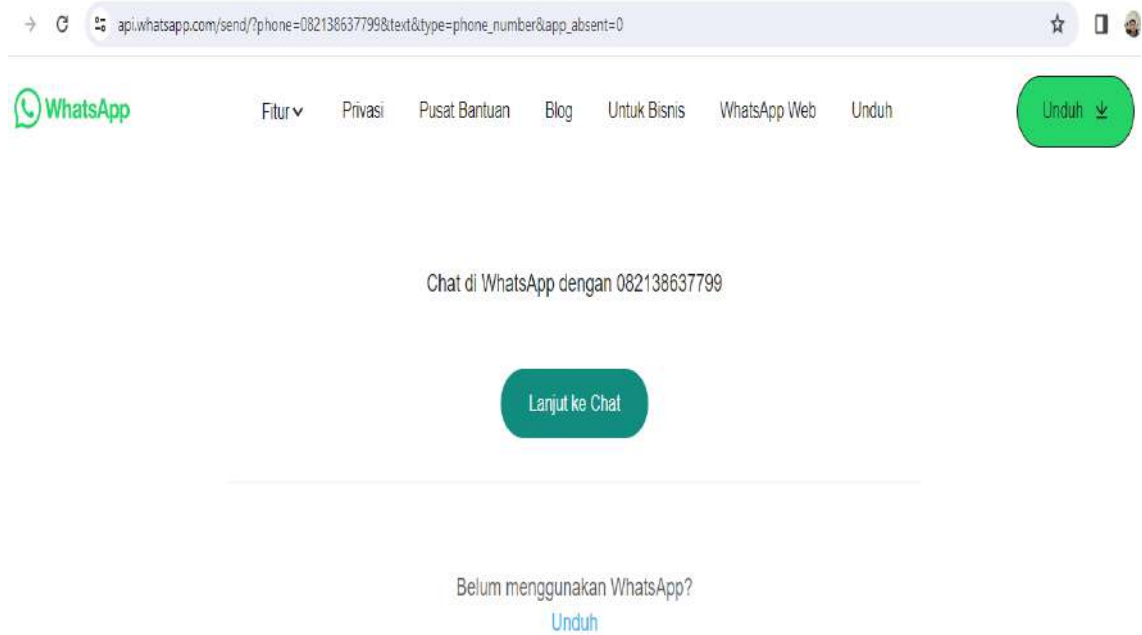 api.whatsapp.com/send/?phone=082138637799&text&type=phone_number&app_absent=0
WhatsApp Fitur Privasi Pusat Bantuan Blog Untuk Bisnis WhatsApp Web Unduh Unduh
Chat di WhatsApp dengan 082138637799
Lanjut ke Chat
Belum menggunakan WhatsApp?
Unduh